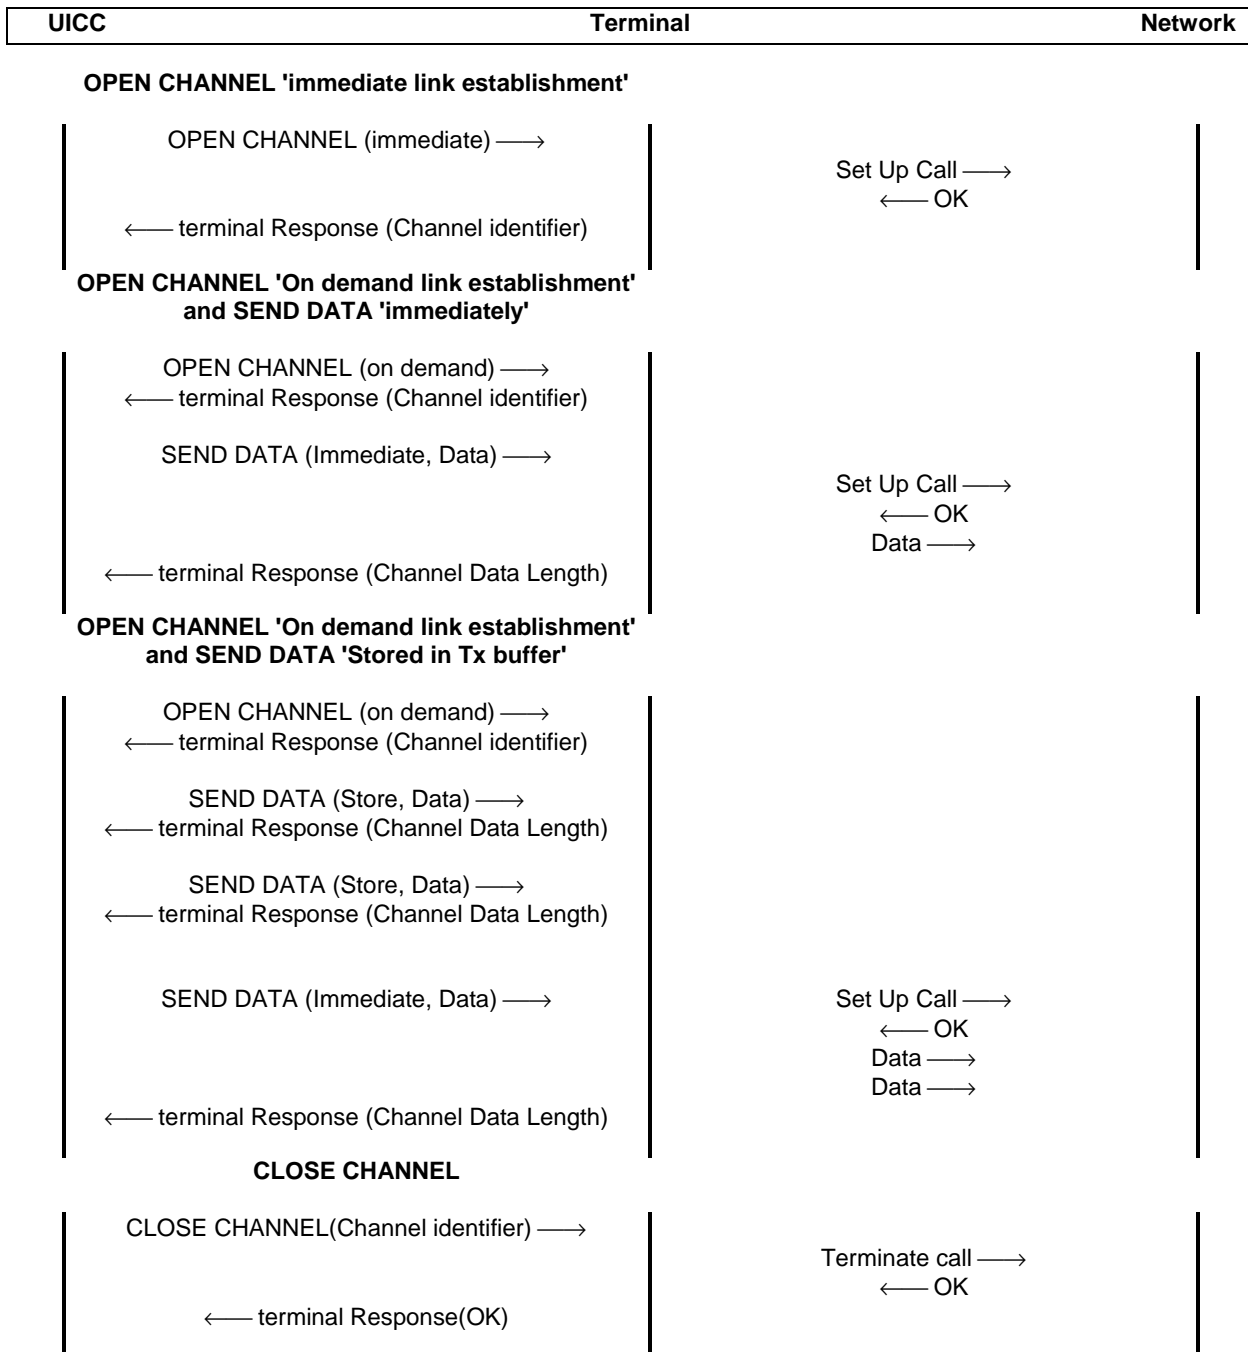 UICC Terminal Network
OPEN CHANNEL 'immediate link establishment'
OPEN CHANNEL (immediate) ⟶
Set Up Call ⟶
⟵ OK
⟵ terminal Response (Channel identifier)
OPEN CHANNEL 'On demand link establishment'
and SEND DATA 'immediately'
OPEN CHANNEL (on demand) ⟶
⟵ terminal Response (Channel identifier)
SEND DATA (Immediate, Data) ⟶
Set Up Call ⟶
⟵ OK
Data ⟶
⟵ terminal Response (Channel Data Length)
OPEN CHANNEL 'On demand link establishment'
and SEND DATA 'Stored in Tx buffer'
OPEN CHANNEL (on demand) ⟶
⟵ terminal Response (Channel identifier)
SEND DATA (Store, Data) ⟶
⟵ terminal Response (Channel Data Length)
SEND DATA (Store, Data) ⟶
⟵ terminal Response (Channel Data Length)
SEND DATA (Immediate, Data) ⟶ Set Up Call ⟶
⟵ OK
Data ⟶
Data ⟶
⟵ terminal Response (Channel Data Length)
CLOSE CHANNEL
CLOSE CHANNEL(Channel identifier) ⟶
Terminate call ⟶
⟵ OK
⟵ terminal Response(OK)